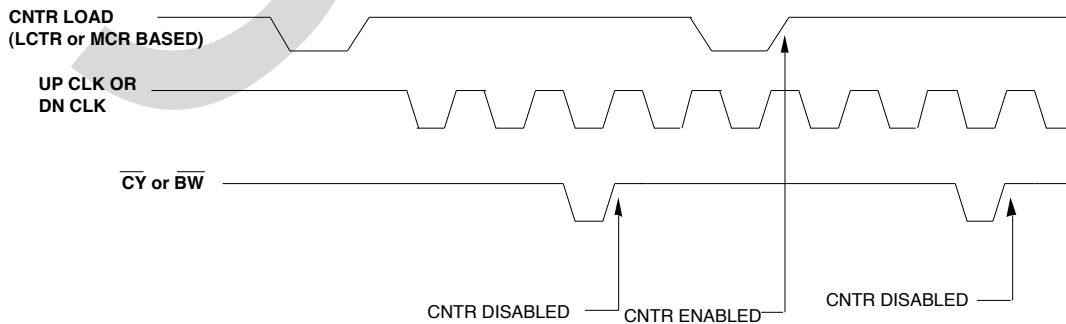 CNTR LOAD
(LCTR or MCR BASED)
UP CLK OR
DN CLK
CY or BW
CNTR DISABLED
CNTR ENABLED
CNTR DISABLED